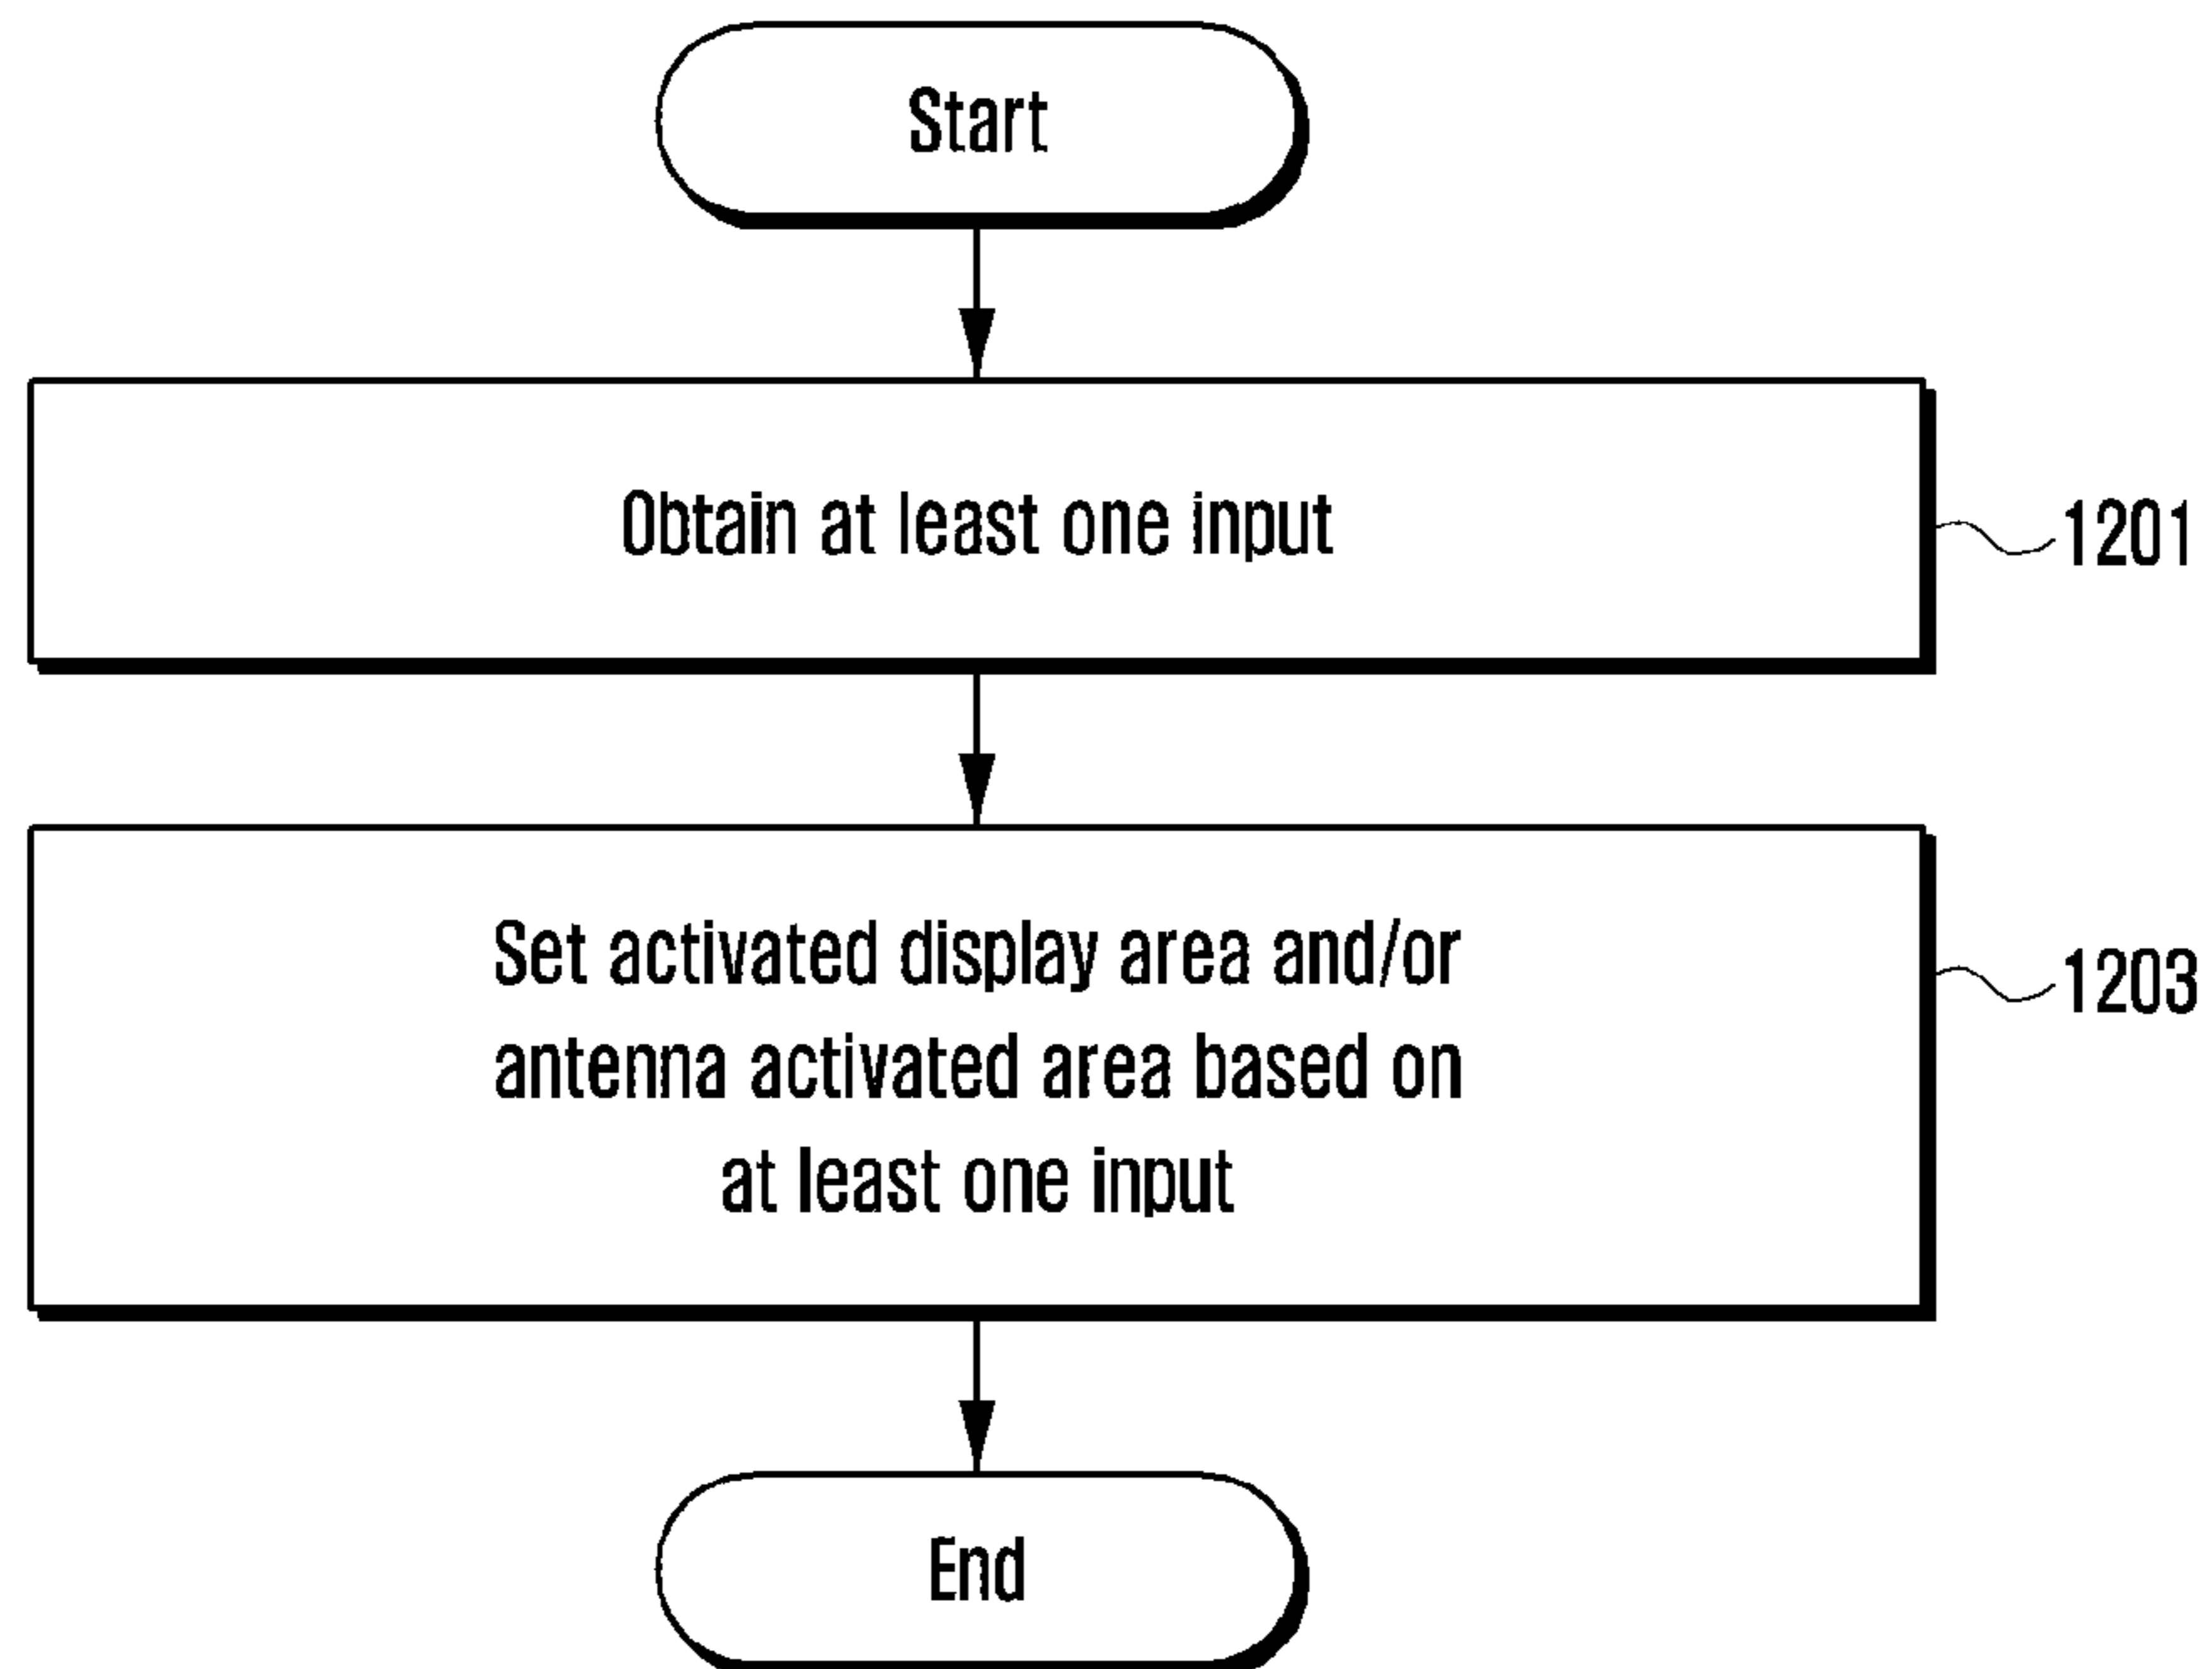 Start
Obtain at least one input
1201
Set activated display area and/or
antenna activated area based on
at least one input
1203
End